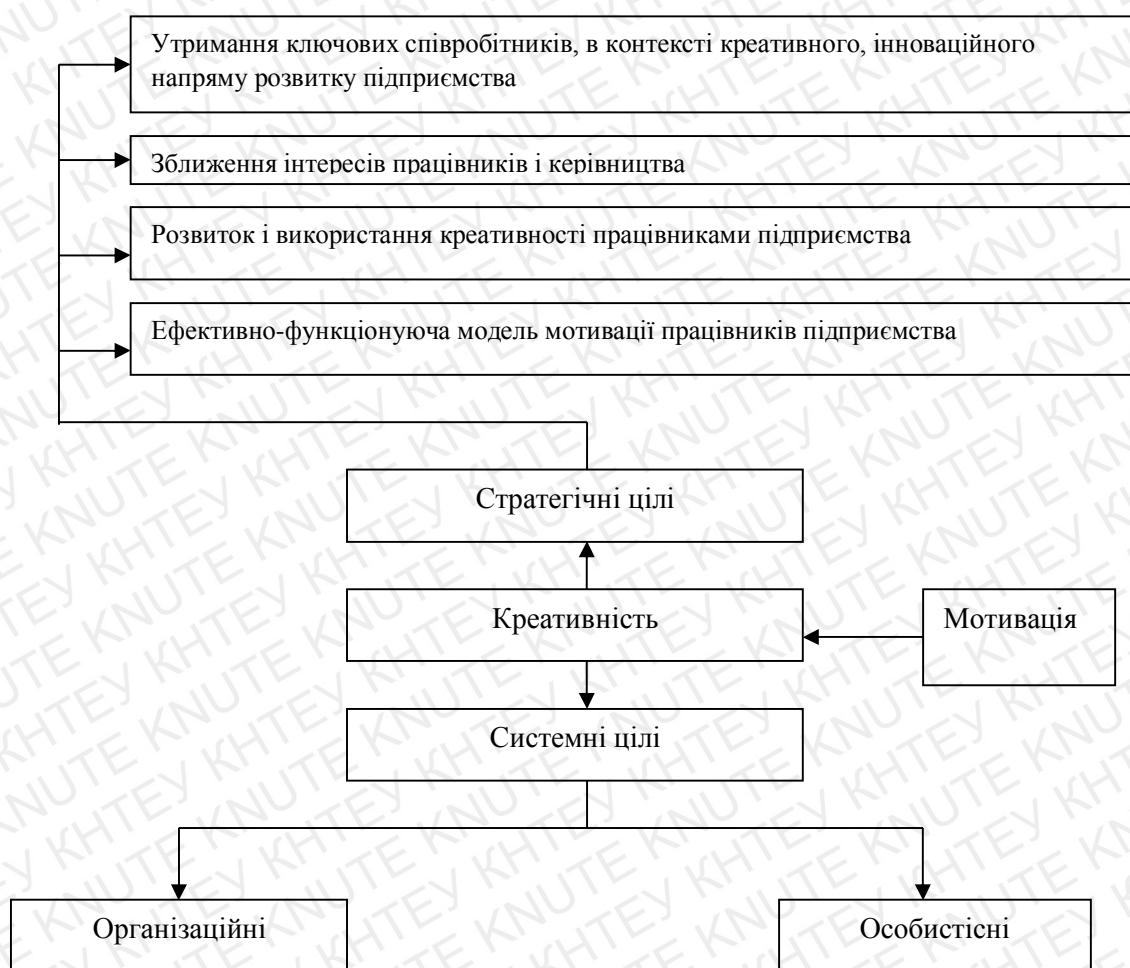 Утримання ключових співробітників, в контексті креативного, інноваційного
напряму розвитку підприємства
Зближення інтересів працівників і керівництва
Розвиток і використання креативності працівниками підприємства
Ефективно-функціонуюча модель мотивації працівників підприємства
Стратегічні цілі
Креативність
Мотивація
Системні цілі
Організаційні
Особистісні